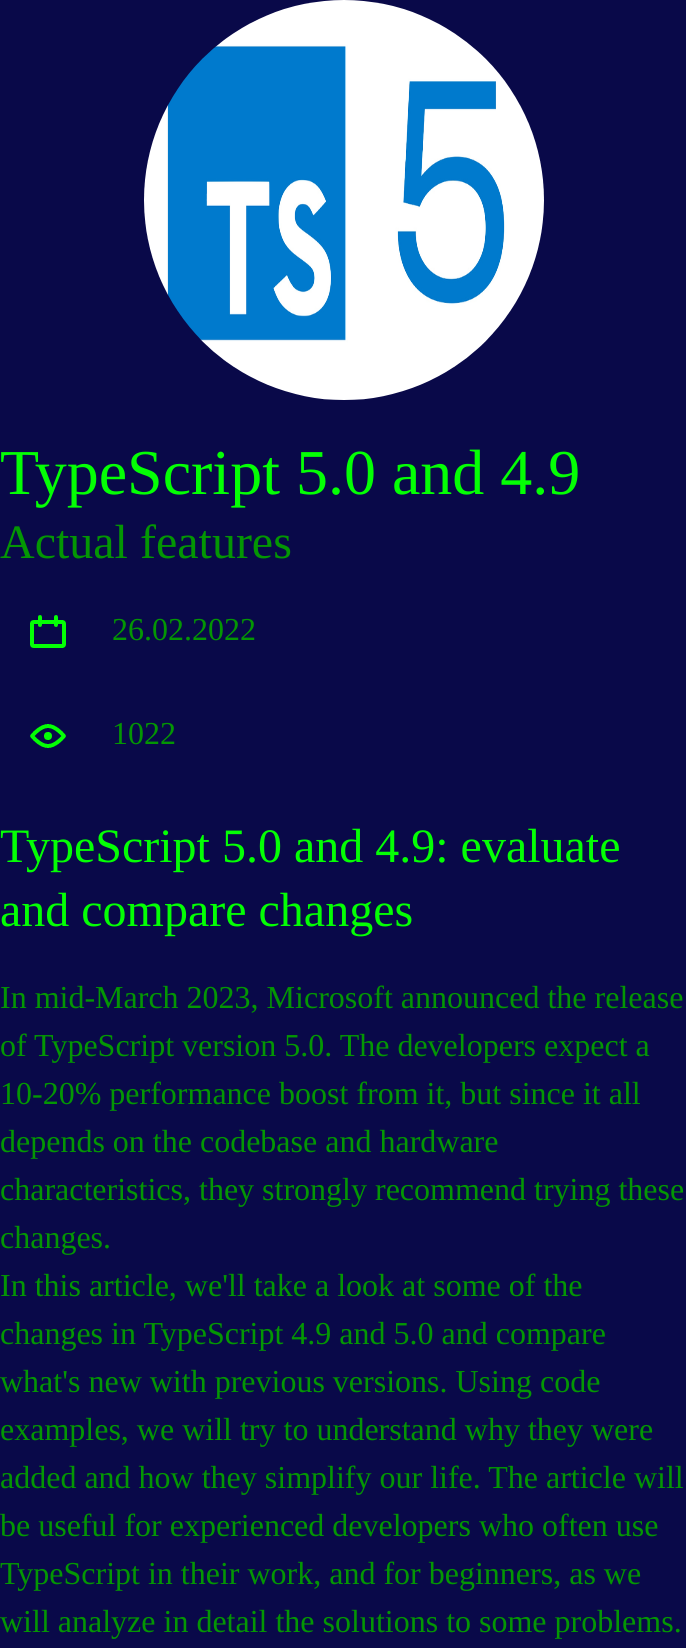 TS 5
TypeScript 5.0 and 4.9
Actual features
26.02.2022
1022
TypeScript 5.0 and 4.9: evaluate
and compare changes
In mid-March 2023, Microsoft announced the release
of TypeScript version 5.0. The developers expect a
10-20% performance boost from it, but since it all
depends on the codebase and hardware
characteristics, they strongly recommend trying these
changes.
In this article, we'll take a look at some of the
changes in TypeScript 4.9 and 5.0 and compare
what's new with previous versions. Using code
examples, we will try to understand why they were
added and how they simplify our life. The article will
be useful for experienced developers who often use
TypeScript in their work, and for beginners, as we
will analyze in detail the solutions to some problems.